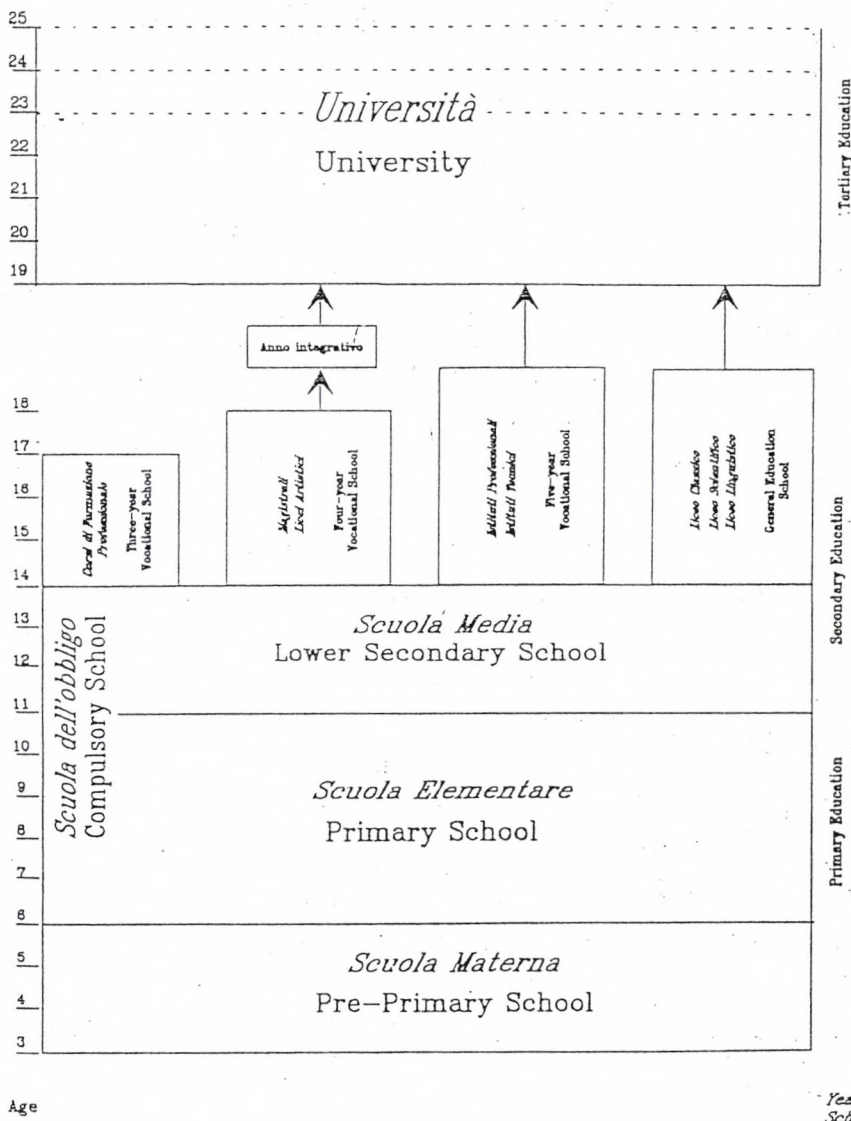 25
24
23
22
21
20
19
Università
University
Tertiary Education
Anno integrativo
18
17
16
15
14
Corsi di Formazione
Professionale
Three-year
Vocational School
Magistrali
Licei Artistici
Four-year
Vocational School
Istituti Professionali
Istituti Tecnici
Five-year
Vocational School
Liceo Classico
Liceo Scientifico
Liceo Linguistico
General Education
School
Secondary Education
13
12
11
Scuola Media
Lower Secondary School
Scuola dell'obbligo
Compulsory School
10
9
8
7
6
Scuola Elementare
Primary School
Primary Education
5
4
3
Scuola Materna
Pre-Primary School
Age